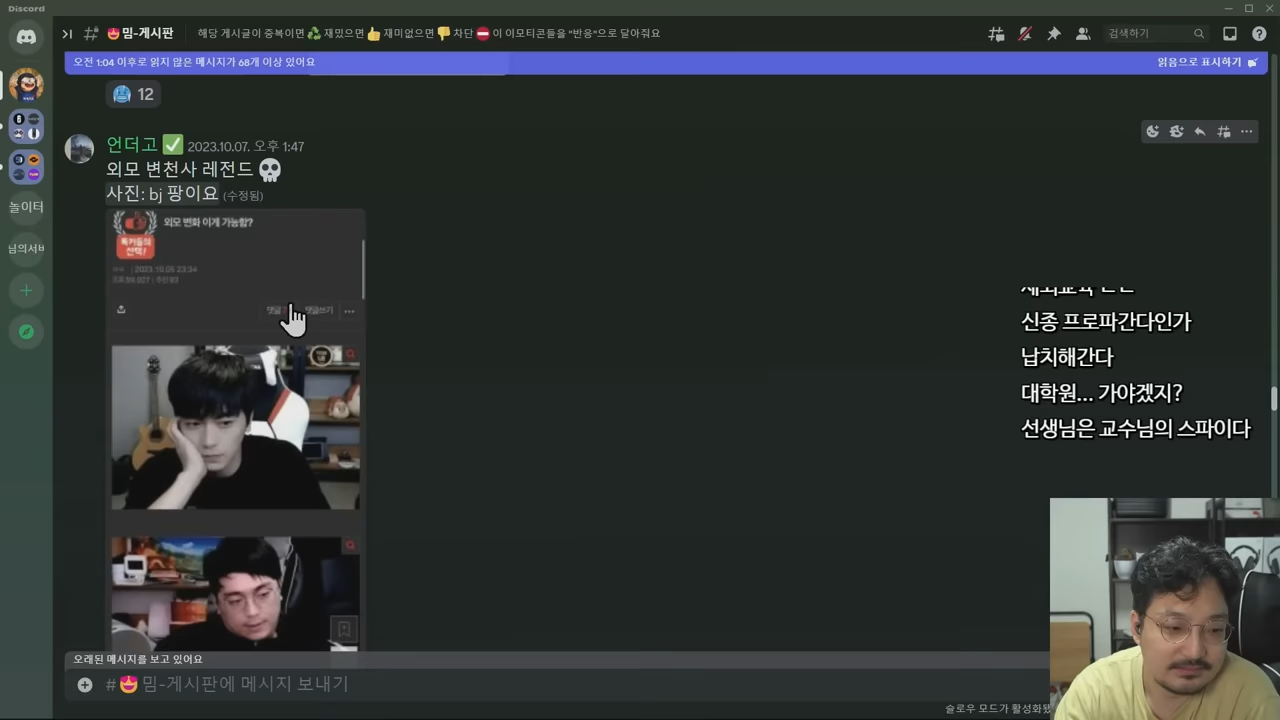 Discord
밈-게시판
해당 게시글이 중복이면 재밌으면 재미없으면 차단 이 이모티콘들을 "반응"으로 달아줘요
검색하기
오전 1:04 이후로 읽지 않은 메시지가 68개 이상 있어요
읽음으로 표시하기
12
언더고 2023.10.07. 오후 1:47
외모 변천사 레전드
사진: bj 팡이요 (수정됨)
외모 변화 이게 가능함?
톡커들의
선택!
2023.10.06 23:34
댓글쓰기
놀이터
님의서버
신종 프로파간다인가
납치해간다
대학원... 가야겠지?
선생님은 교수님의 스파이다
오래된 메시지를 보고 있어요
#밈-게시판에 메시지 보내기
슬로우 모드가 활성화됐